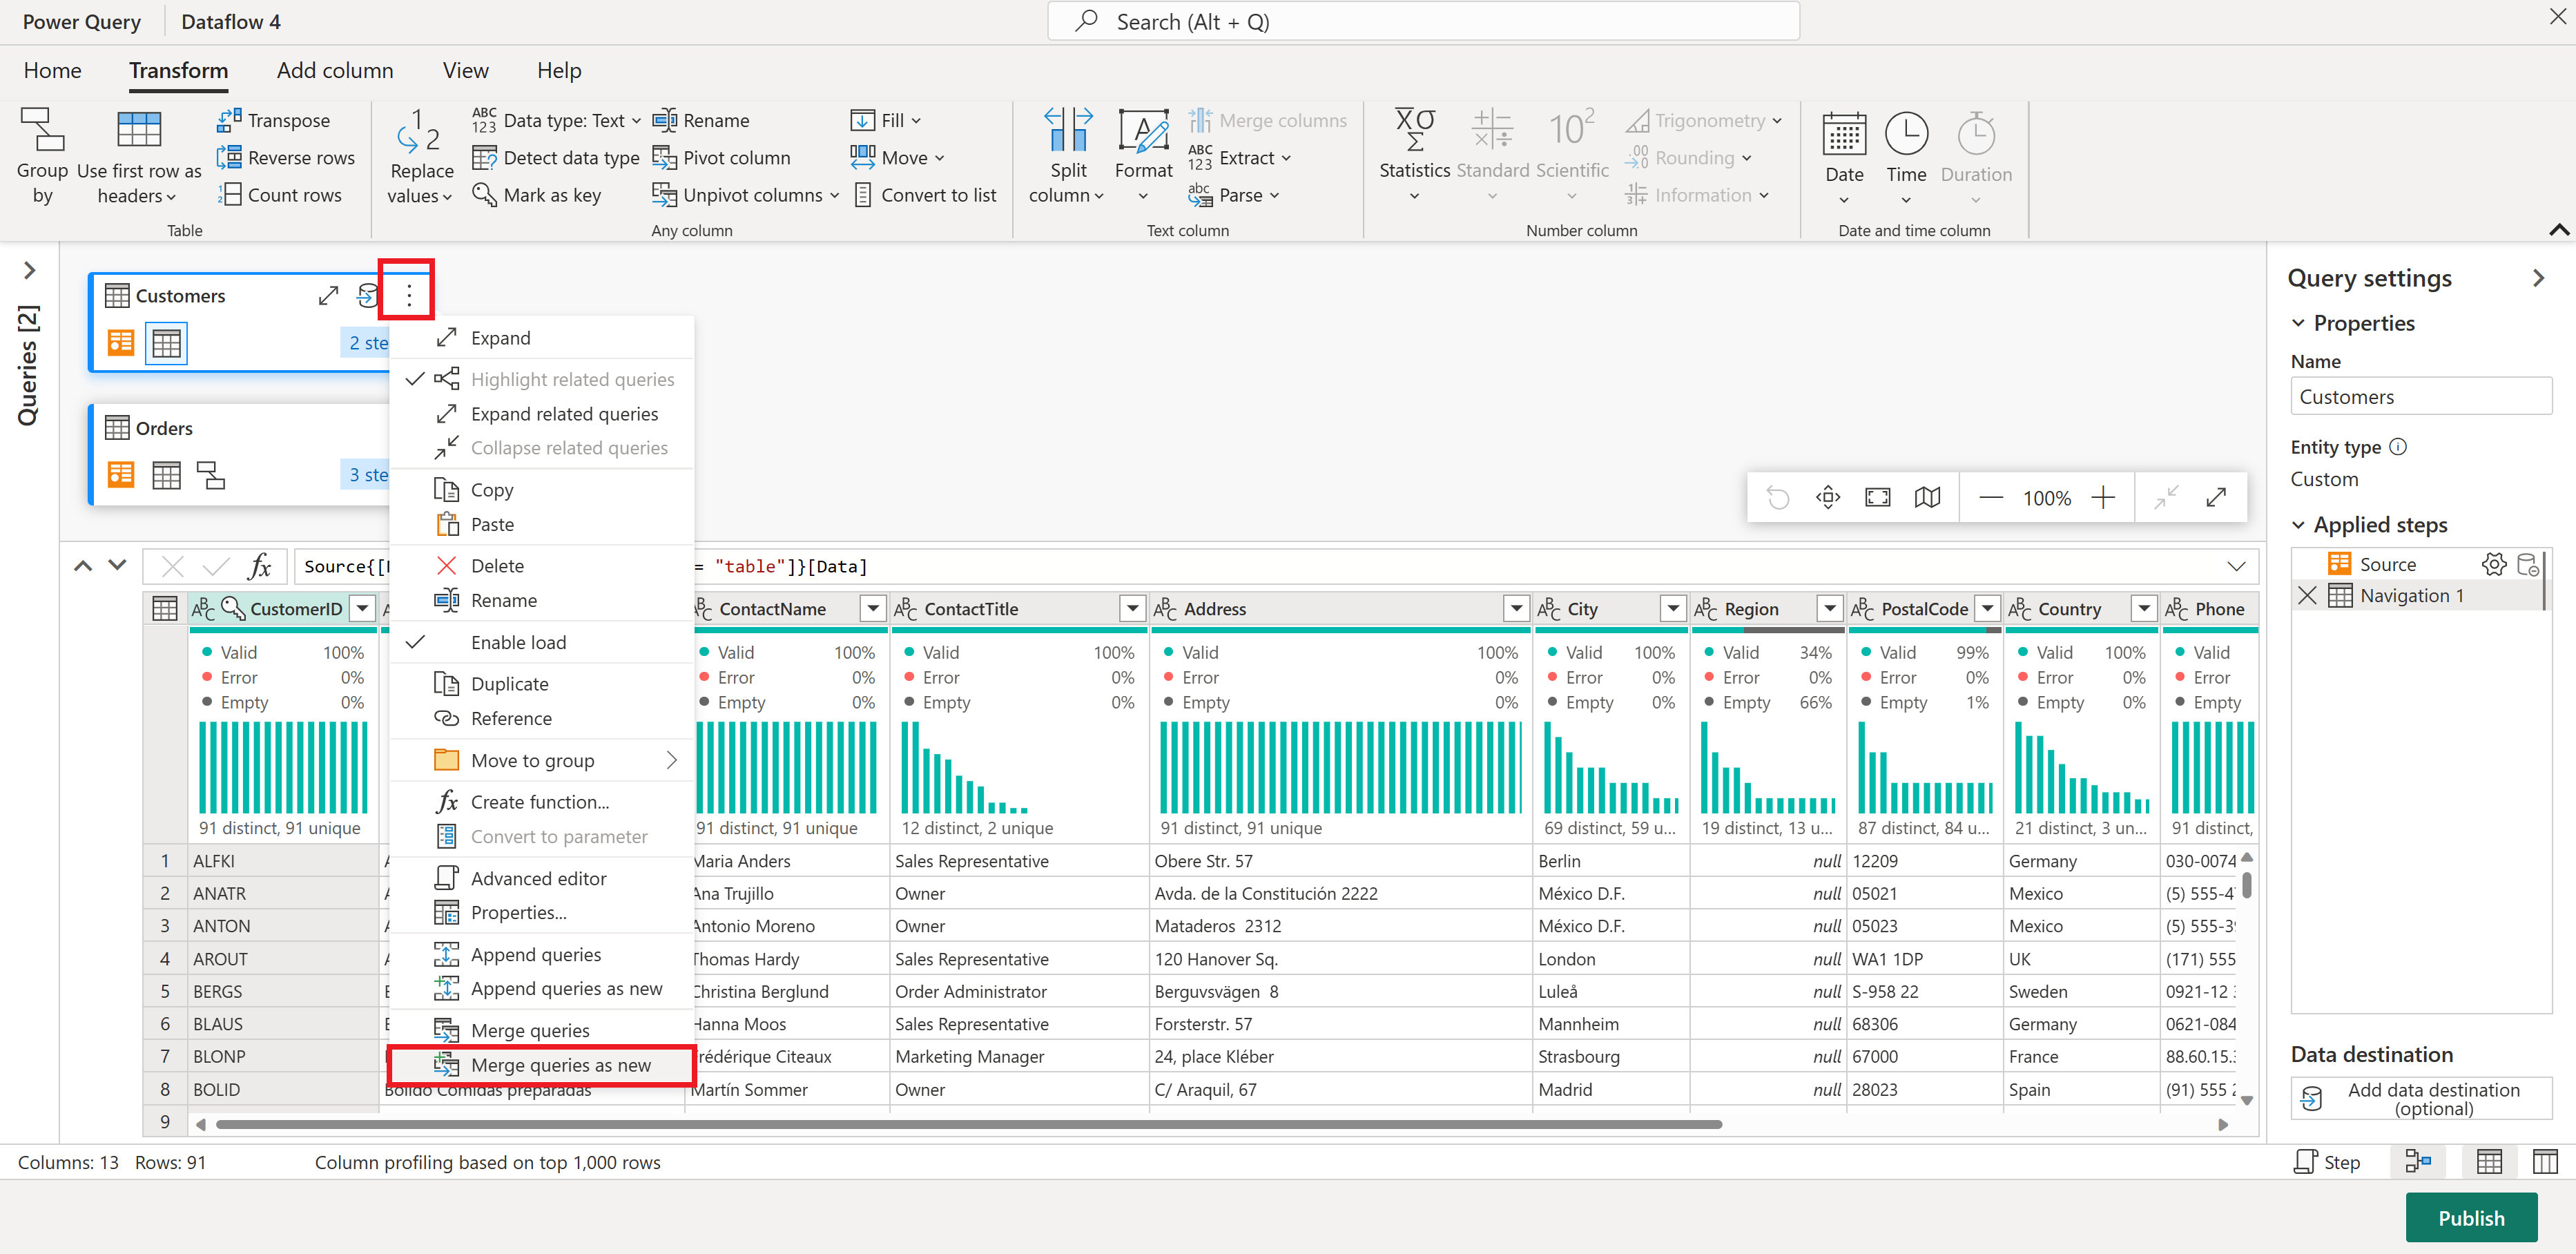 Power Query Dataflow 4
Search (Alt + Q)
Home Transform Add column View Help
Group by
Use first row as headers
Transpose
Reverse rows
Count rows
Table
Replace values
Data type: Text
Detect data type
Mark as key
Rename
Pivot column
Unpivot columns
Fill
Move
Convert to list
Any column
Split column
Format
Merge columns
Extract
Parse
Text column
Statistics
Standard
Scientific
Trigonometry
Rounding
Information
Number column
Date
Time
Duration
Date and time column
Queries [2]
Customers
2 ste
Orders
3 ste
Expand
Highlight related queries
Expand related queries
Collapse related queries
Copy
Paste
Delete
Rename
Enable load
Duplicate
Reference
Move to group
Create function...
Convert to parameter
Advanced editor
Properties...
Append queries
Append queries as new
Merge queries
Merge queries as new
100%
Source{[ = "table"]}[Data]
CustomerID ContactName ContactTitle Address City Region PostalCode Country Phone
Valid 100% Valid 100% Valid 100% Valid 100% Valid 100% Valid 34% Valid 99% Valid 100% Valid
Error 0% Error 0% Error 0% Error 0% Error 0% Error 0% Error 0% Error 0% Error
Empty 0% Empty 0% Empty 0% Empty 0% Empty 0% Empty 66% Empty 1% Empty 0% Empty
91 distinct, 91 unique 91 distinct, 91 unique 12 distinct, 2 unique 91 distinct, 91 unique 69 distinct, 59 u... 19 distinct, 13 u... 87 distinct, 84 u... 21 distinct, 3 un... 91 distinct,
1 ALFKI Maria Anders Sales Representative Obere Str. 57 Berlin null 12209 Germany 030-0074
2 ANATR Ana Trujillo Owner Avda. de la Constitución 2222 México D.F. null 05021 Mexico (5) 555-4
3 ANTON Antonio Moreno Owner Mataderos 2312 México D.F. null 05023 Mexico (5) 555-3
4 AROUT Thomas Hardy Sales Representative 120 Hanover Sq. London null WA1 1DP UK (171) 555
5 BERGS Christina Berglund Order Administrator Berguvsvägen 8 Luleå null S-958 22 Sweden 0921-12
6 BLAUS Hanna Moos Sales Representative Forsterstr. 57 Mannheim null 68306 Germany 0621-084
7 BLONP Frédérique Citeaux Marketing Manager 24, place Kléber Strasbourg null 67000 France 88.60.15.
8 BOLID Bólido Comidas preparadas Martín Sommer Owner C/ Araquil, 67 Madrid null 28023 Spain (91) 555 2
9
Query settings
Properties
Name
Customers
Entity type
Custom
Applied steps
Source
Navigation 1
Data destination
Add data destination
(optional)
Columns: 13 Rows: 91 Column profiling based on top 1,000 rows
Step
Publish